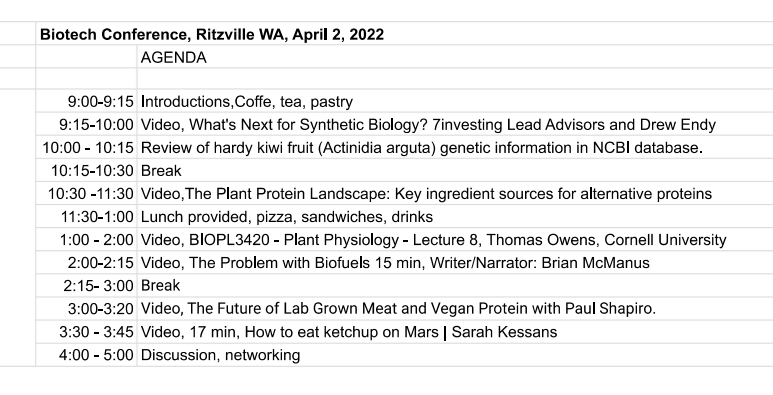 Biotech Conference, Ritzville WA, April 2, 2022
AGENDA
9:00-9:15 Introductions,Coffe, tea, pastry
9:15-10:00 Video, What's Next for Synthetic Biology? 7investing Lead Advisors and Drew Endy
10:00 - 10:15 Review of hardy kiwi fruit (Actinidia arguta) genetic information in NCBI database.
10:15-10:30 Break
10:30 -11:30 Video,The Plant Protein Landscape: Key ingredient sources for alternative proteins
11:30-1:00 Lunch provided, pizza, sandwiches, drinks
1:00 - 2:00 Video, BIOPL3420 - Plant Physiology - Lecture 8, Thomas Owens, Cornell University
2:00-2:15 Video, The Problem with Biofuels 15 min, Writer/Narrator: Brian McManus
2:15- 3:00 Break
3:00-3:20 Video, The Future of Lab Grown Meat and Vegan Protein with Paul Shapiro.
3:30 - 3:45 Video, 17 min, How to eat ketchup on Mars | Sarah Kessans
4:00 - 5:00 Discussion, networking